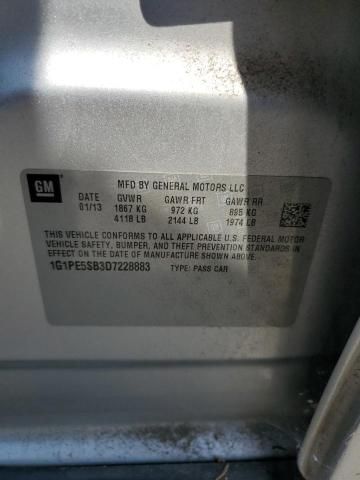 GM
MFD BY GENERAL MOTORS LLC
DATE GVWR GAWR FRT GAWR RR
01/13 1867 KG 972 KG 895 KG
4118 LB 2144 LB 1974 LB
THIS VEHICLE CONFORMS TO ALL APPLICABLE U.S. FEDERAL MOTOR
VEHICLE SAFETY, BUMPER, AND THEFT PREVENTION STANDARDS IN
EFFECT ON THE DATE OF MANUFACTURE SHOWN ABOVE.
1G1PE5SB3D7228883 TYPE: PASS CAR